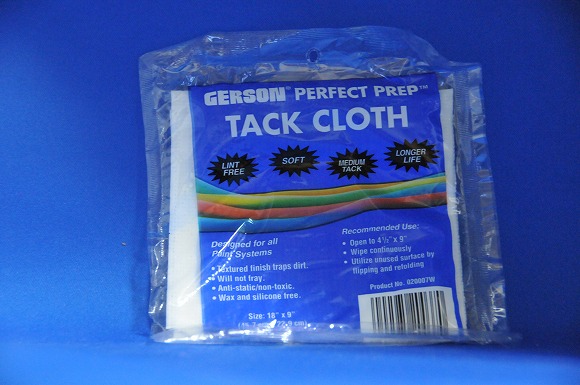 GERSON PERFECT PREP™
TACK CLOTH
LINT FREE
SOFT
MEDIUM TACK
LONGER LIFE
Designed for all
Paint Systems
• Textured finish traps dirt.
• Will not fray.
• Anti-static/non-toxic.
• Wax and silicone free.
Size: 18" x 9"
Recommended Use:
• Open to 4½" x 9"
• Wipe continuously
• Utilize unused surface by
flipping and refolding
Product No. 020007W